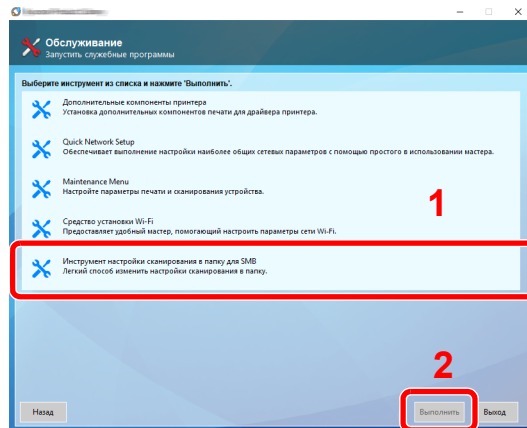 Обслуживание
Запустить служебные программы
Выберите инструмент из списка и нажмите 'Выполнить'.
Дополнительные компоненты принтера
Установка дополнительных компонентов печати для драйвера принтера.
Quick Network Setup
Обеспечивает выполнение настройки наиболее общих сетевых параметров с помощью простого в использовании мастера.
Maintenance Menu
Настройте параметры печати и сканирования устройства.
1
Средство установки Wi-Fi
Предоставляет удобный мастер, помогающий настроить параметры сети Wi-Fi.
Инструмент настройки сканирования в папку для SMB
Легкий способ изменить настройки сканирования в папку.
2
Назад
Выполнить
Выход